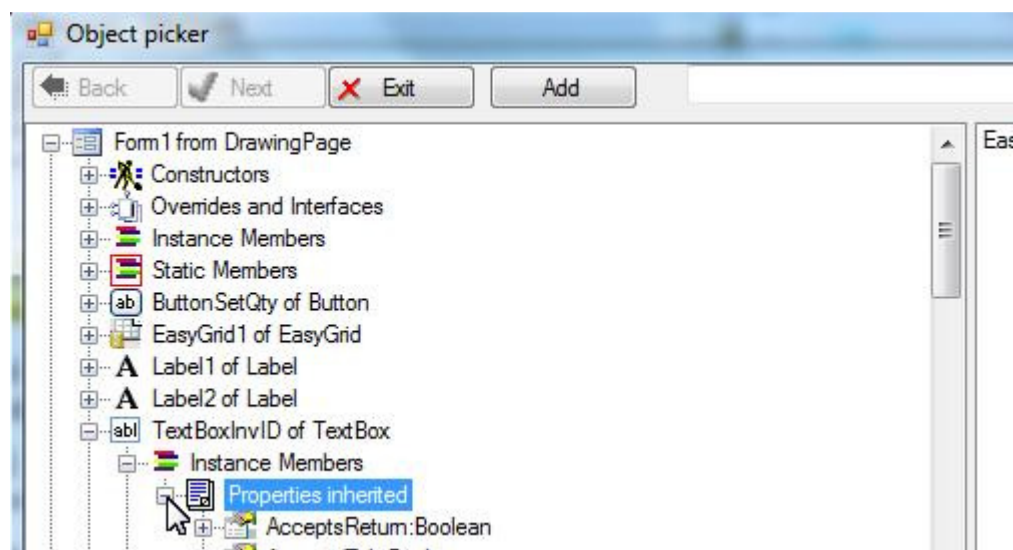 Object picker
Back Next Exit Add
Form1 from DrawingPage
Constructors
Overrides and Interfaces
Instance Members
Static Members
ButtonSetQty of Button
EasyGrid1 of EasyGrid
A Label1 of Label
A Label2 of Label
abl TextBoxInvID of TextBox
Instance Members
Properties inherited
AcceptsReturn:Boolean